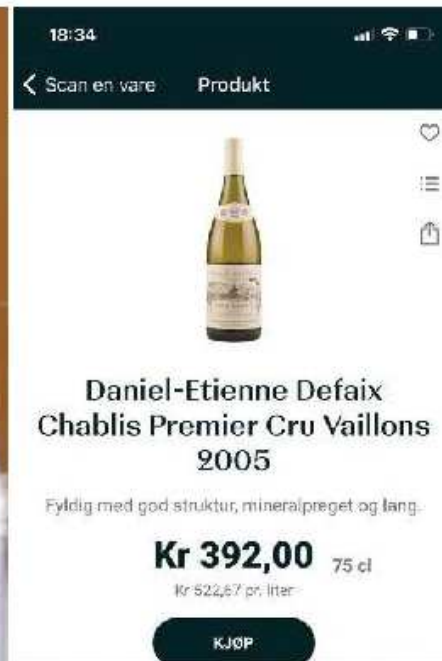 18:34
Scan en vare Produkt
Daniel-Etienne Defaix
Chablis Premier Cru Vaillons
2005
Fyldig med god struktur, mineralpreget og lang.
Kr 392,00 75 cl
Kr 522,67 pr. liter
KJØP